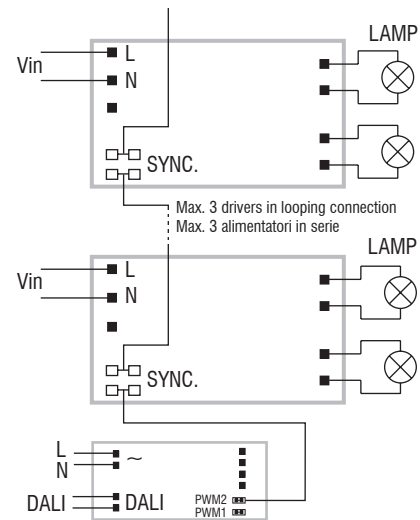 LAMP
Vin
L
N
SYNC.
Max. 3 drivers in looping connection
Max. 3 alimentatori in serie
LAMP
Vin
L
N
SYNC.
L
N
~
DALI
DALI
PWM2
PWM1